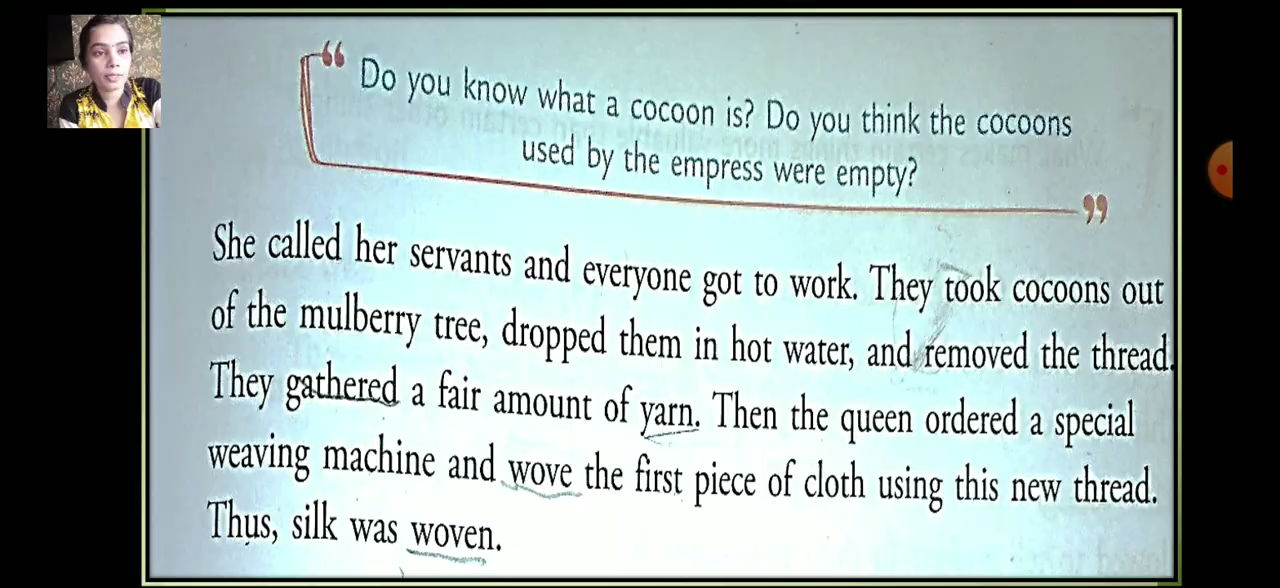 “ Do you know what a cocoon is? Do you think the cocoons
used by the empress were empty? ”
She called her servants and everyone got to work. They took cocoons out
of the mulberry tree, dropped them in hot water, and removed the thread.
They gathered a fair amount of yarn. Then the queen ordered a special
weaving machine and wove the first piece of cloth using this new thread.
Thus, silk was woven.